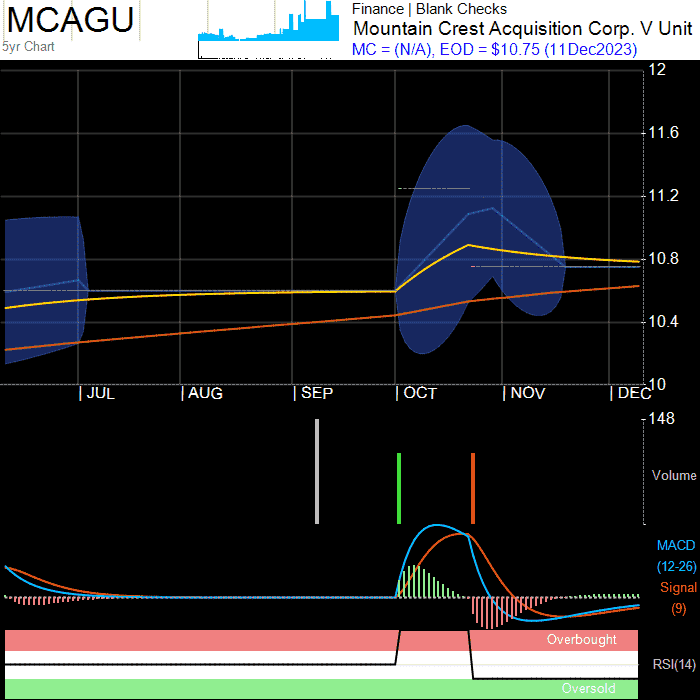 MCAGU
5yr Chart
Finance | Blank Checks
Mountain Crest Acquisition Corp. V Unit
MC = (N/A), EOD = $10.75 (11Dec2023)
12
11.6
11.2
10.8
10.4
10
| JUL | AUG | SEP | OCT | NOV | DEC
148
Volume
MACD
(12-26)
Signal
(9)
Overbought
RSI(14)
Oversold